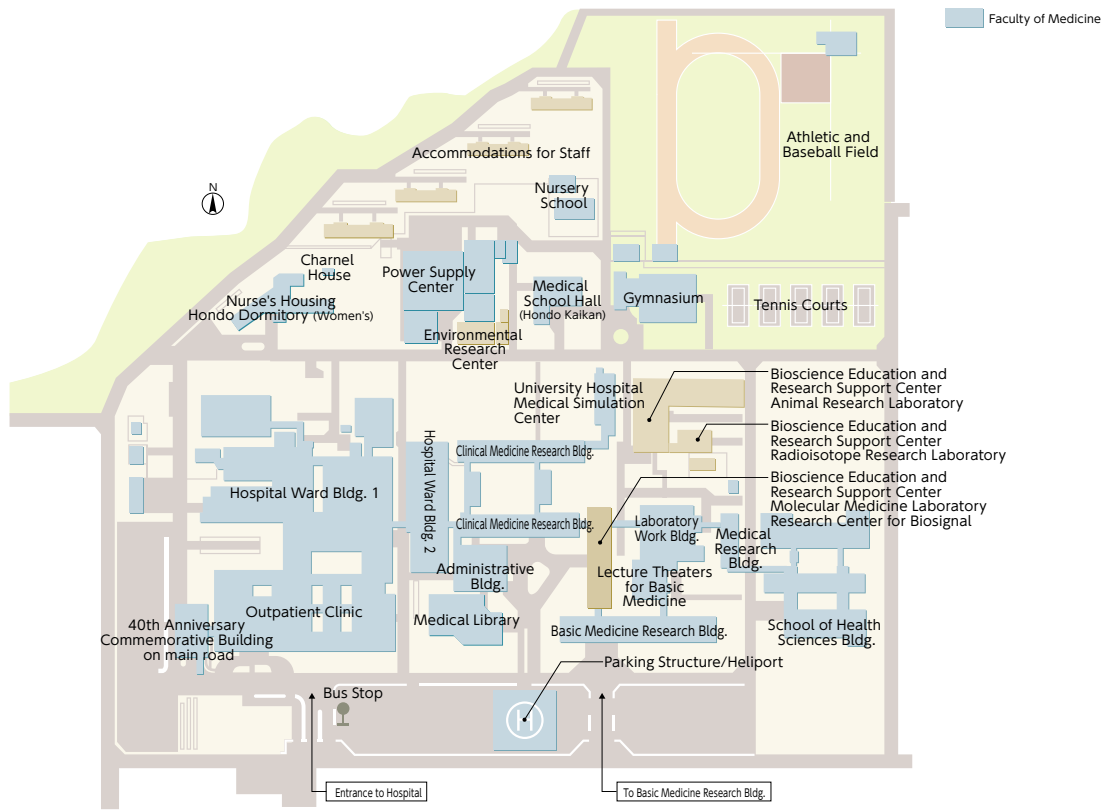 Faculty of Medicine
Athletic and
Baseball Field
Accommodations for Staff
Nursery
School
N
Charnel
House
Power Supply
Center
Medical
School Hall
(Hondo Kaikan)
Gymnasium
Tennis Courts
Nurse's Housing
Hondo Dormitory (Women's)
Environmental
Research
Center
University Hospital
Medical Simulation
Center
Bioscience Education and
Research Support Center
Animal Research Laboratory
Bioscience Education and
Research Support Center
Radioisotope Research Laboratory
Bioscience Education and
Research Support Center
Molecular Medicine Laboratory
Research Center for Biosignal
Hospital Ward Bldg. 1
Hospital Ward Bldg. 2
Clinical Medicine Research Bldg.
Clinical Medicine Research Bldg.
Laboratory
Work Bldg.
Medical
Research
Bldg.
Administrative
Bldg.
Lecture Theaters
for Basic
Medicine
Outpatient Clinic
Medical Library
40th Anniversary
Commemorative Building
on main road
Basic Medicine Research Bldg.
School of Health
Sciences Bldg.
Parking Structure/Heliport
Bus Stop
H
Entrance to Hospital
To Basic Medicine Research Bldg.